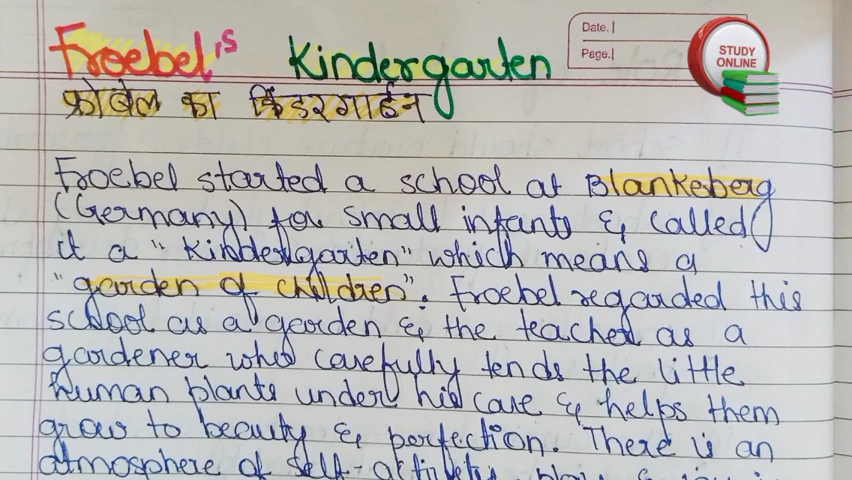 Froebel's Kindergarten
Date.
Page.
STUDY
ONLINE
फ्रोबेल का किंडरगार्डन
Froebel started a school at Blankeberg
(Germany) for small infants & called
it a "Kindergarten" which means a
"garden of children". Froebel regarded this
school as a garden & the teacher as a
gardener who carefully tends the little
human plants under his care & helps them
grow to beauty & perfection. There is an
atmosphere of self-activity, play &